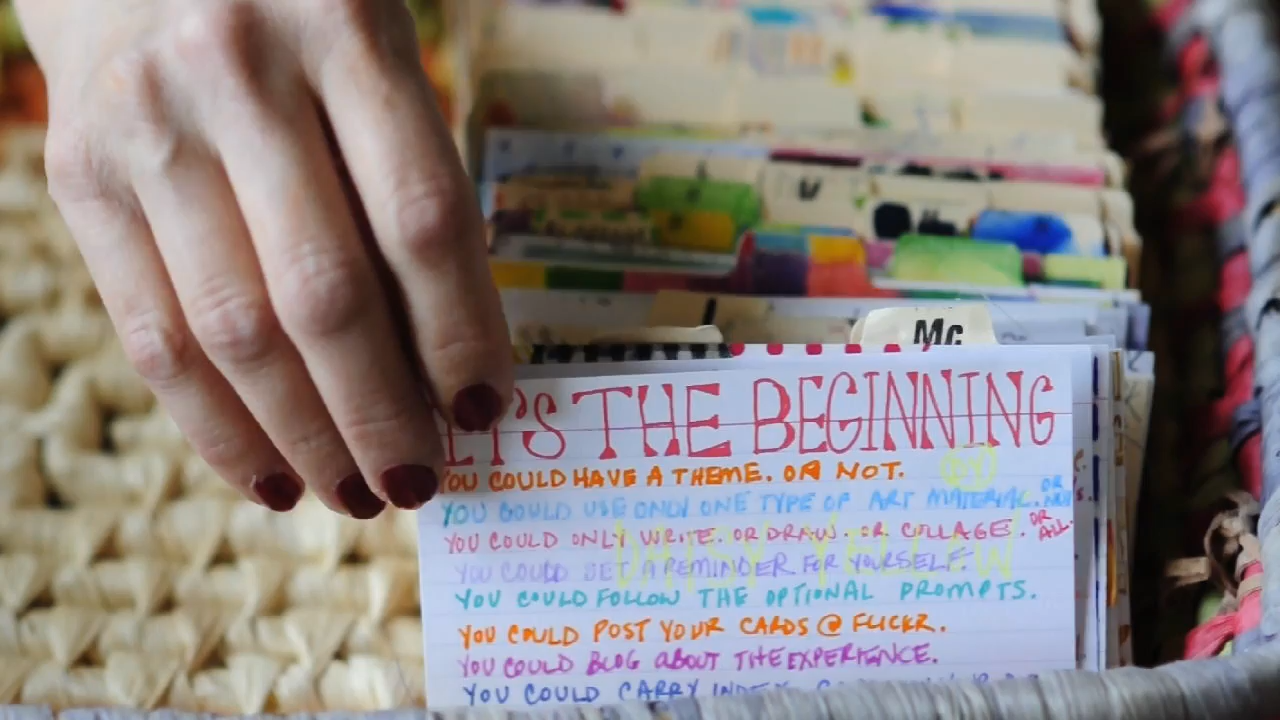 Mc
IT'S THE BEGINNING
YOU COULD HAVE A THEME. OR NOT.
YOU COULD USE ONLY ONE TYPE OF ART MATERIAL. OR NOT.
YOU COULD ONLY WRITE. OR DRAW. OR COLLAGE. OR ALL.
YOU COULD SET A REMINDER FOR YOURSELF.
YOU COULD FOLLOW THE OPTIONAL PROMPTS.
YOU COULD POST YOUR CARDS @ FLICKR.
YOU COULD BLOG ABOUT THE EXPERIENCE.
YOU COULD CARRY INDEX
DAISY YELLOW